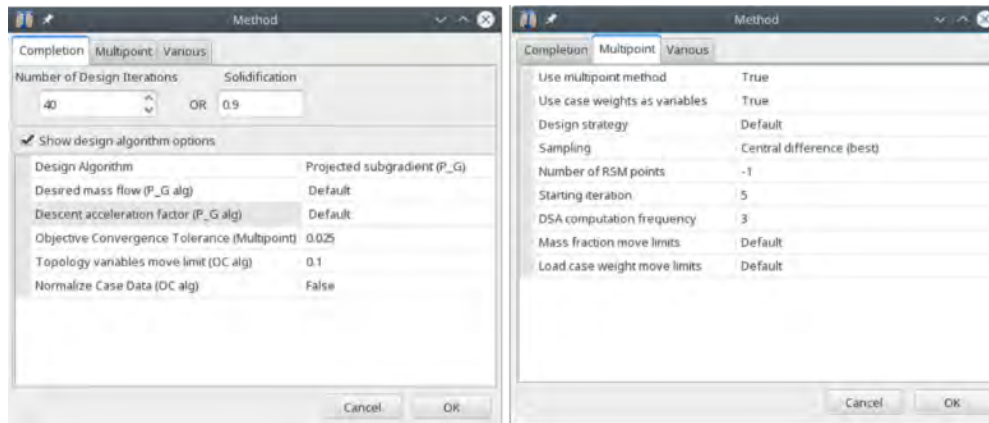 Method
Completion Multipoint Various
Number of Design Iterations Solidification
40 OR 0.9
Show design algorithm options
Design Algorithm Projected subgradient (P_G)
Desired mass flow (P_G alg) Default
Descent acceleration factor (P_G alg) Default
Objective Convergence Tolerance (Multipoint) 0.025
Topology variables move limit (OC alg) 0.1
Normalize Case Data (OC alg) False
Cancel OK
Method
Completion Multipoint Various
Use multipoint method True
Use case weights as variables True
Design strategy Default
Sampling Central difference (best)
Number of RSM points -1
Starting iteration 5
DSA computation frequency 3
Mass fraction move limits Default
Load case weight move limits Default
Cancel OK